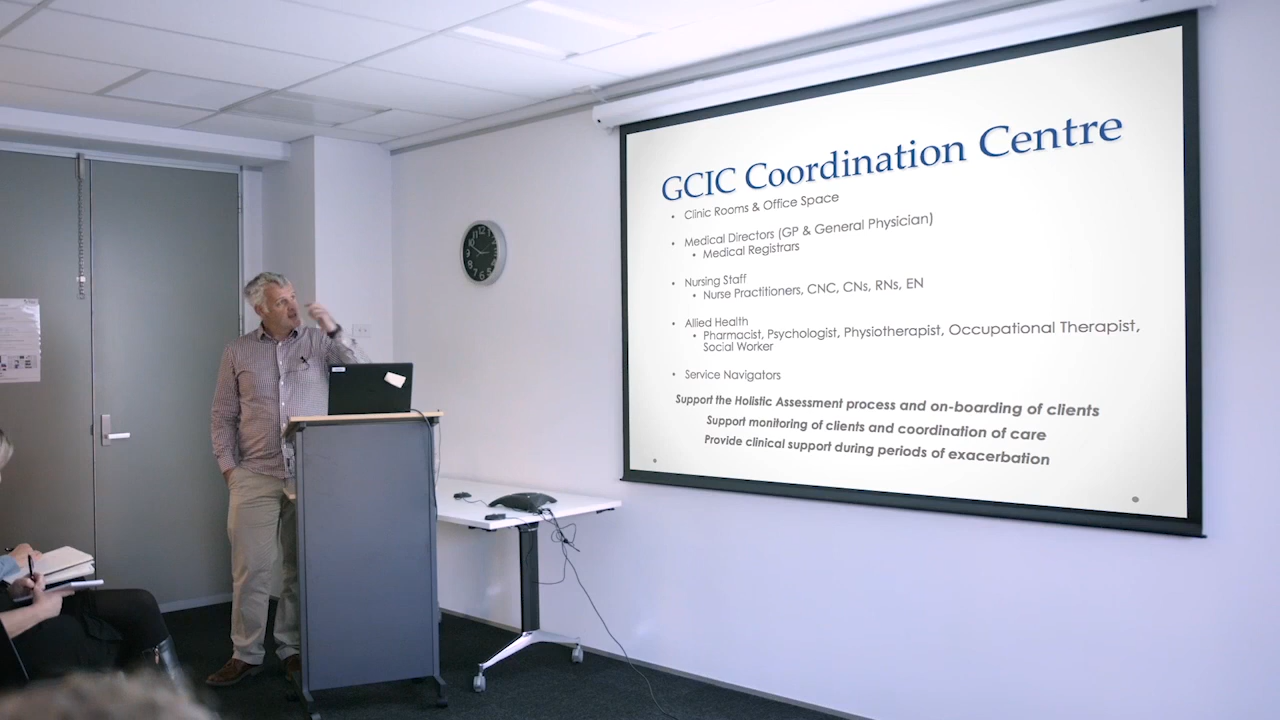 GCIC Coordination Centre
• Clinic Rooms & Office Space
• Medical Directors (GP & General Physician)
• Medical Registrars
• Nursing Staff
• Nurse Practitioners, CNC, CNs, RNs, EN
• Allied Health
• Pharmacist, Psychologist, Physiotherapist, Occupational Therapist,
Social Worker
• Service Navigators
Support the Holistic Assessment process and on-boarding of clients
Support monitoring of clients and coordination of care
Provide clinical support during periods of exacerbation